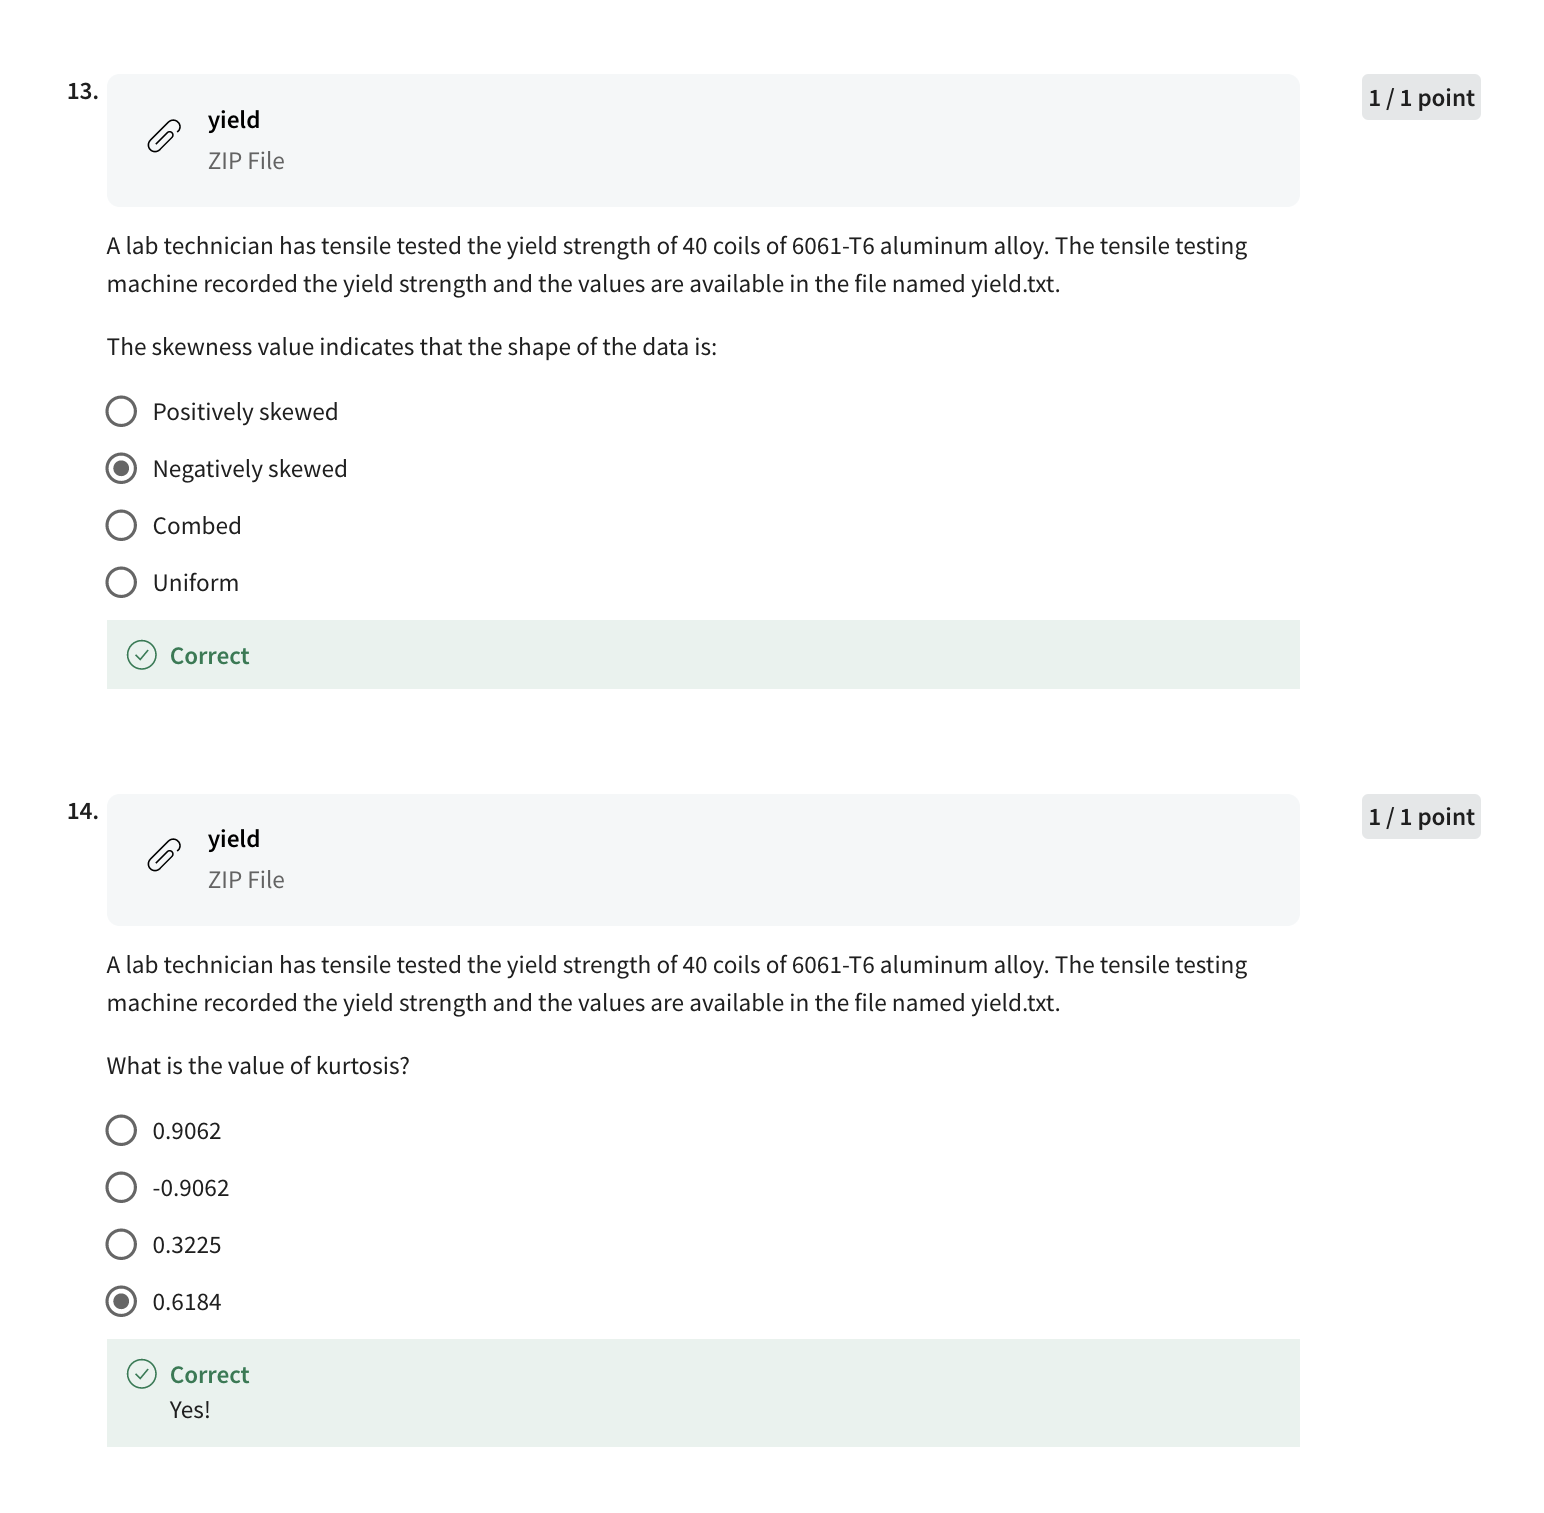 13.
yield
ZIP File
1 / 1 point
A lab technician has tensile tested the yield strength of 40 coils of 6061-T6 aluminum alloy. The tensile testing
machine recorded the yield strength and the values are available in the file named yield.txt.
The skewness value indicates that the shape of the data is:
Positively skewed
Negatively skewed
Combed
Uniform
Correct
14.
yield
ZIP File
1 / 1 point
A lab technician has tensile tested the yield strength of 40 coils of 6061-T6 aluminum alloy. The tensile testing
machine recorded the yield strength and the values are available in the file named yield.txt.
What is the value of kurtosis?
0.9062
-0.9062
0.3225
0.6184
Correct
Yes!